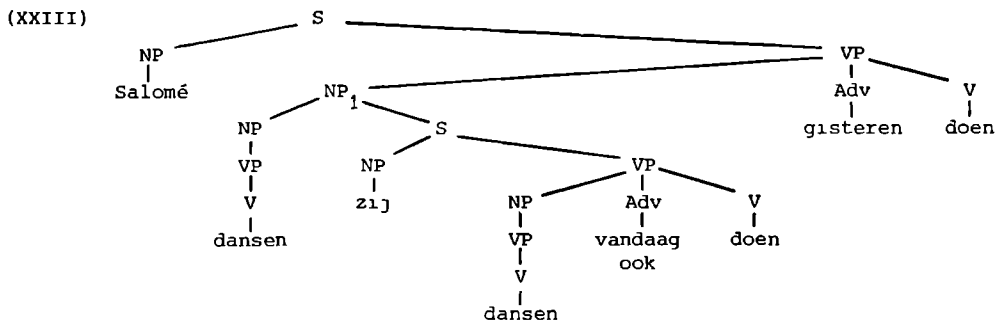 (XXIII) S
NP VP
Salomé NP1 Adv V
gisteren doen
NP S
VP NP VP
V zij NP Adv V
dansen VP vandaag doen
V ook
dansen